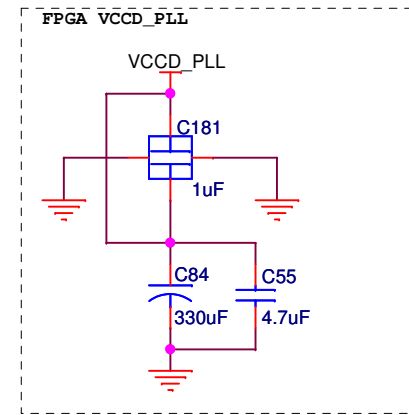 FPGA VCCD_PLL
VCCD_PLL
C181
1uF
C84
330uF
C55
4.7uF